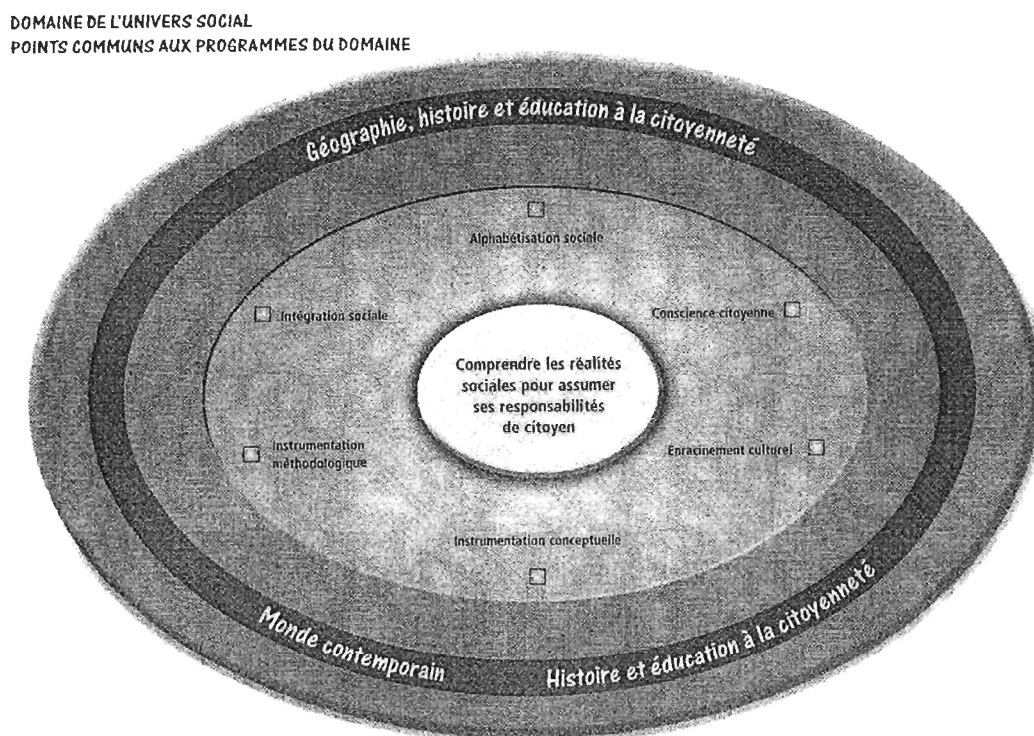 DOMAINE DE L'UNIVERS SOCIAL
POINTS COMMUNS AUX PROGRAMMES DU DOMAINE
Géographie, histoire et éducation à la citoyenneté
Alphabétisation sociale
Intégration sociale
Conscience citoyenne
Comprendre les réalités
sociales pour assumer
ses responsabilités
de citoyen
Instrumentation
méthodologique
Enracinement culturel
Instrumentation conceptuelle
Monde contemporain
Histoire et éducation à la citoyenneté